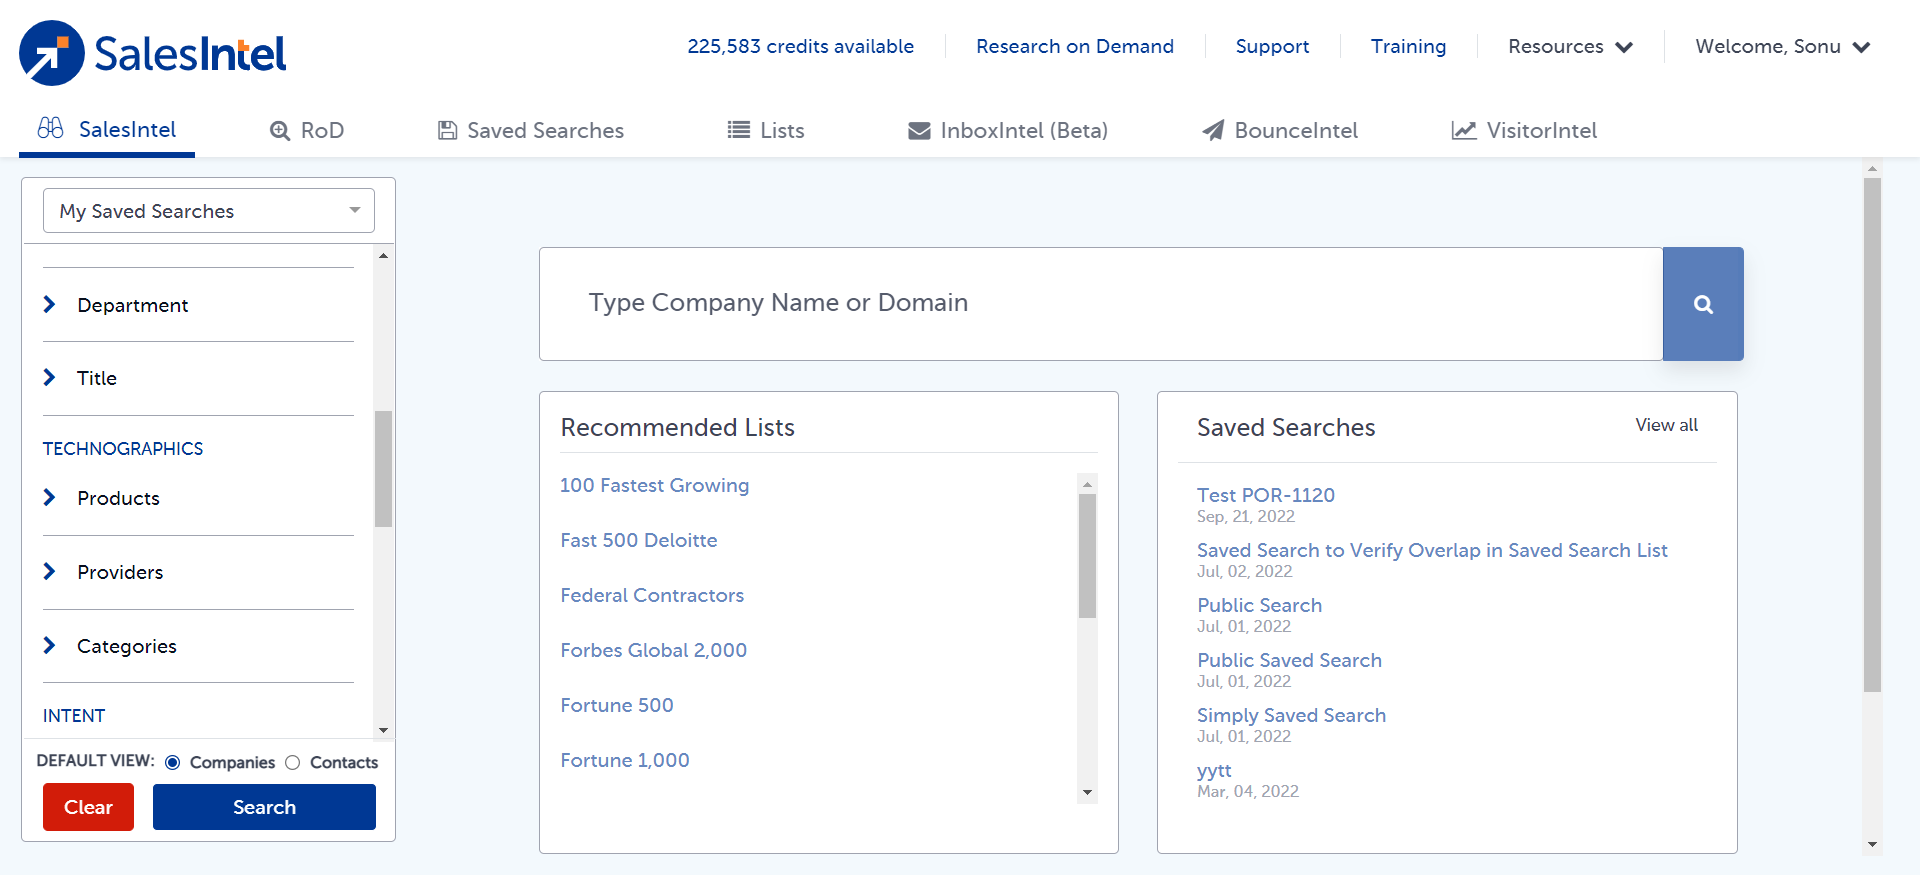 SalesIntel
225,583 credits available
Research on Demand
Support
Training
Resources
Welcome, Sonu
SalesIntel
RoD
Saved Searches
Lists
InboxIntel (Beta)
BounceIntel
VisitorIntel
My Saved Searches
Department
Title
TECHNOGRAPHICS
Products
Providers
Categories
INTENT
DEFAULT VIEW: Companies Contacts
Clear
Search
Type Company Name or Domain
Recommended Lists
100 Fastest Growing
Fast 500 Deloitte
Federal Contractors
Forbes Global 2,000
Fortune 500
Fortune 1,000
Saved Searches
View all
Test POR-1120
Sep, 21, 2022
Saved Search to Verify Overlap in Saved Search List
Jul, 02, 2022
Public Search
Jul, 01, 2022
Public Saved Search
Jul, 01, 2022
Simply Saved Search
Jul, 01, 2022
yytt
Mar, 04, 2022